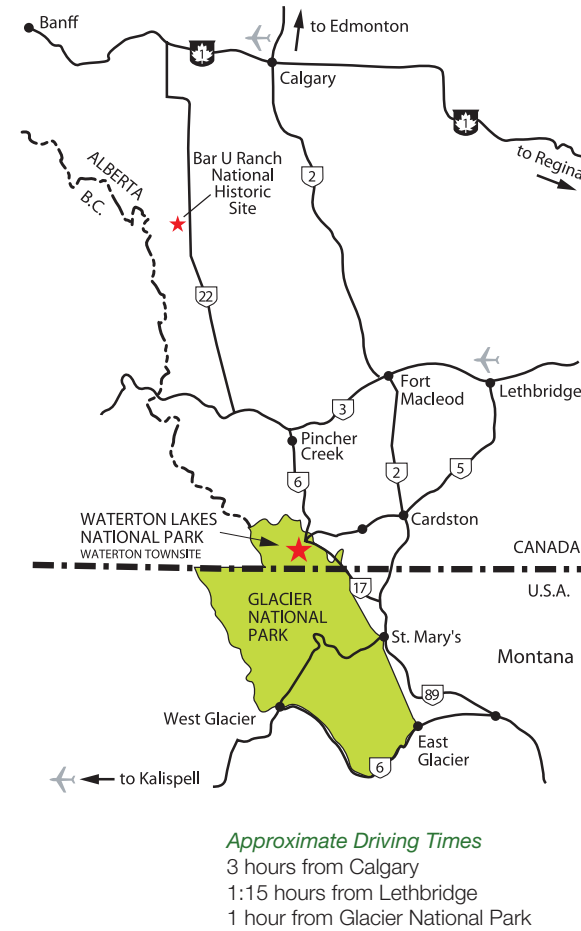 Banff
to Edmonton
1
Calgary
1
to Regina
ALBERTA
B.C.
Bar U Ranch
National
Historic
Site
2
22
Fort
Macleod
Lethbridge
3
Pincher
Creek
6
2
5
Cardston
WATERTON LAKES
NATIONAL PARK
WATERTON TOWNSITE
CANADA
U.S.A.
17
GLACIER
NATIONAL
PARK
St. Mary's
Montana
89
West Glacier
East
Glacier
6
to Kalispell
Approximate Driving Times
3 hours from Calgary
1:15 hours from Lethbridge
1 hour from Glacier National Park